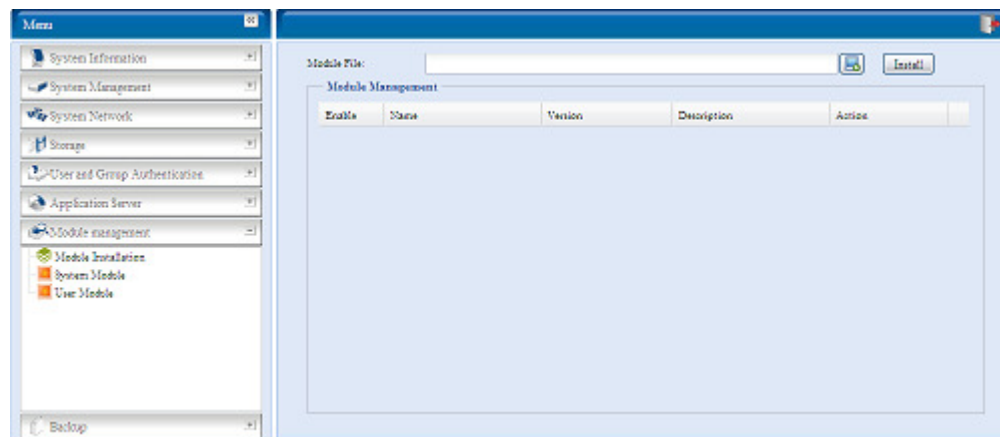 Menu
System Information
System Management
System Network
Storage
User and Group Authentication
Application Server
Module management
Module Installation
System Module
User Module
Backup
Module File:
Install
Module Management
Enable Name Version Description Action